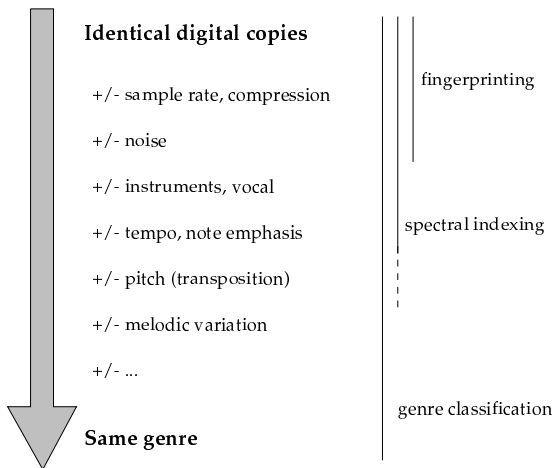 Identical digital copies
+/- sample rate, compression
+/- noise
+/- instruments, vocal
+/- tempo, note emphasis
+/- pitch (transposition)
+/- melodic variation
+/- ...
Same genre
fingerprinting
spectral indexing
genre classification